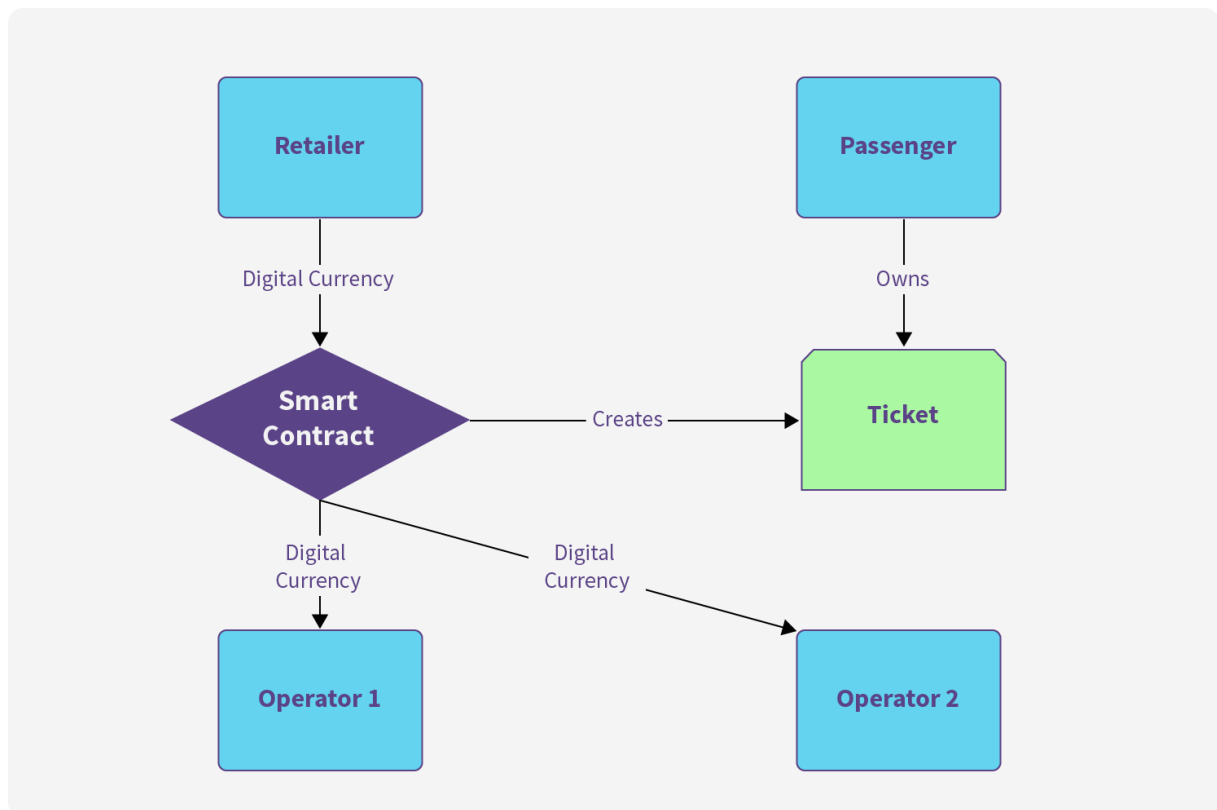 Retailer
Passenger
Digital Currency
Owns
Smart
Contract
Creates
Ticket
Digital
Currency
Digital
Currency
Operator 1
Operator 2